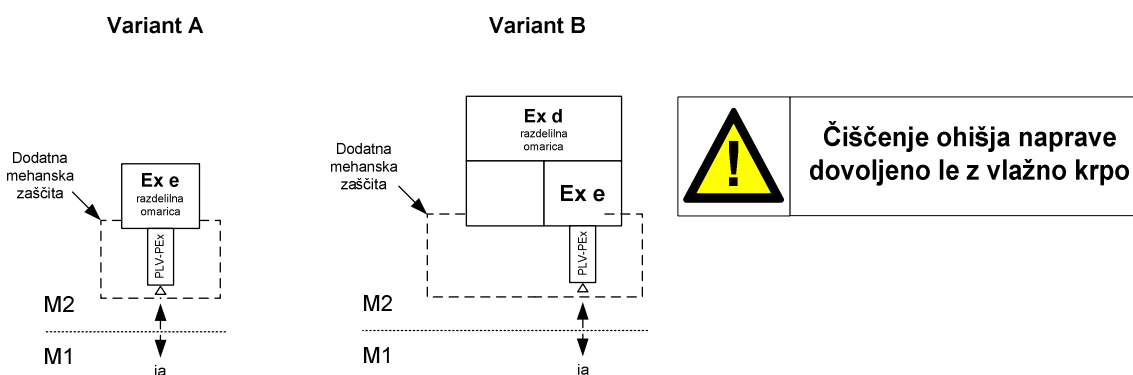 Variant A
Dodatna
mehanska
zaščita
Ex e
razdelilna
omarica
PLV-PEx
M2
M1
ia
Variant B
Dodatna
mehanska
zaščita
Ex d
razdelilna
omarica
Ex e
PLV-PEx
M2
M1
ia
!
Čiščenje ohišja naprave
dovoljeno le z vlažno krpo